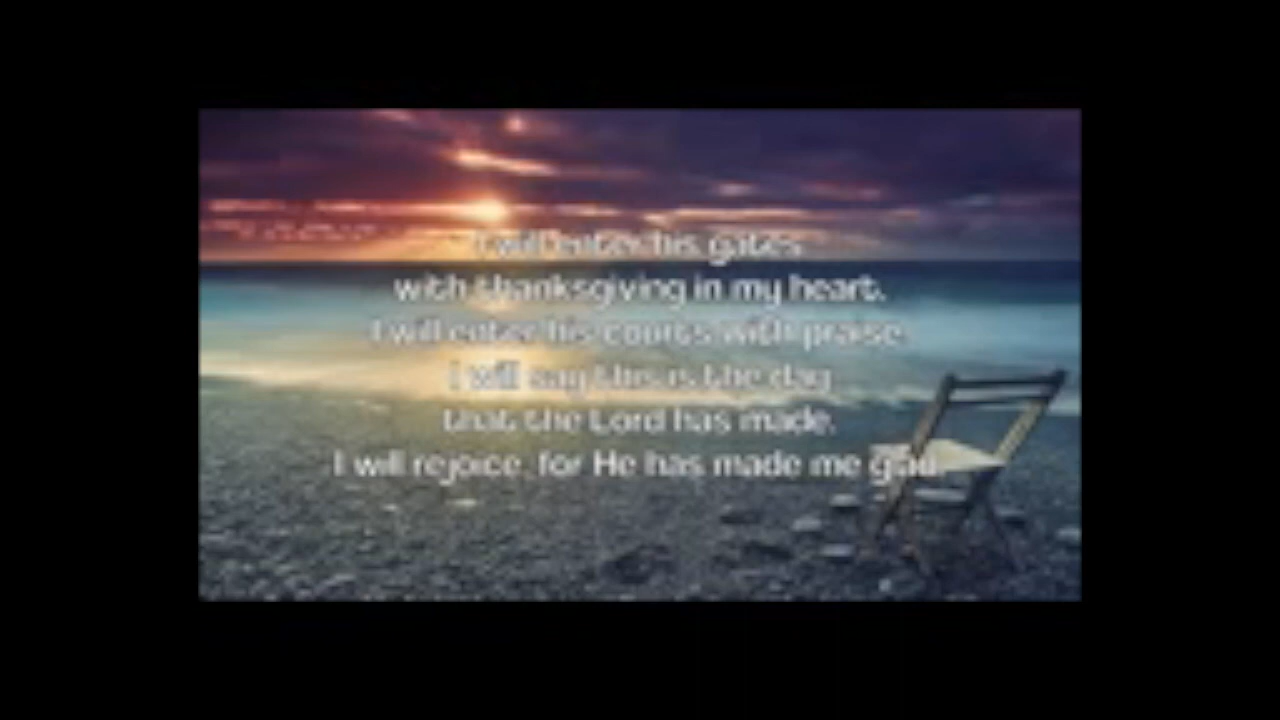 I will enter his gates
with thanksgiving in my heart.
I will enter his courts with praise.
I will say this is the day
that the Lord has made.
I will rejoice, for He has made me glad.